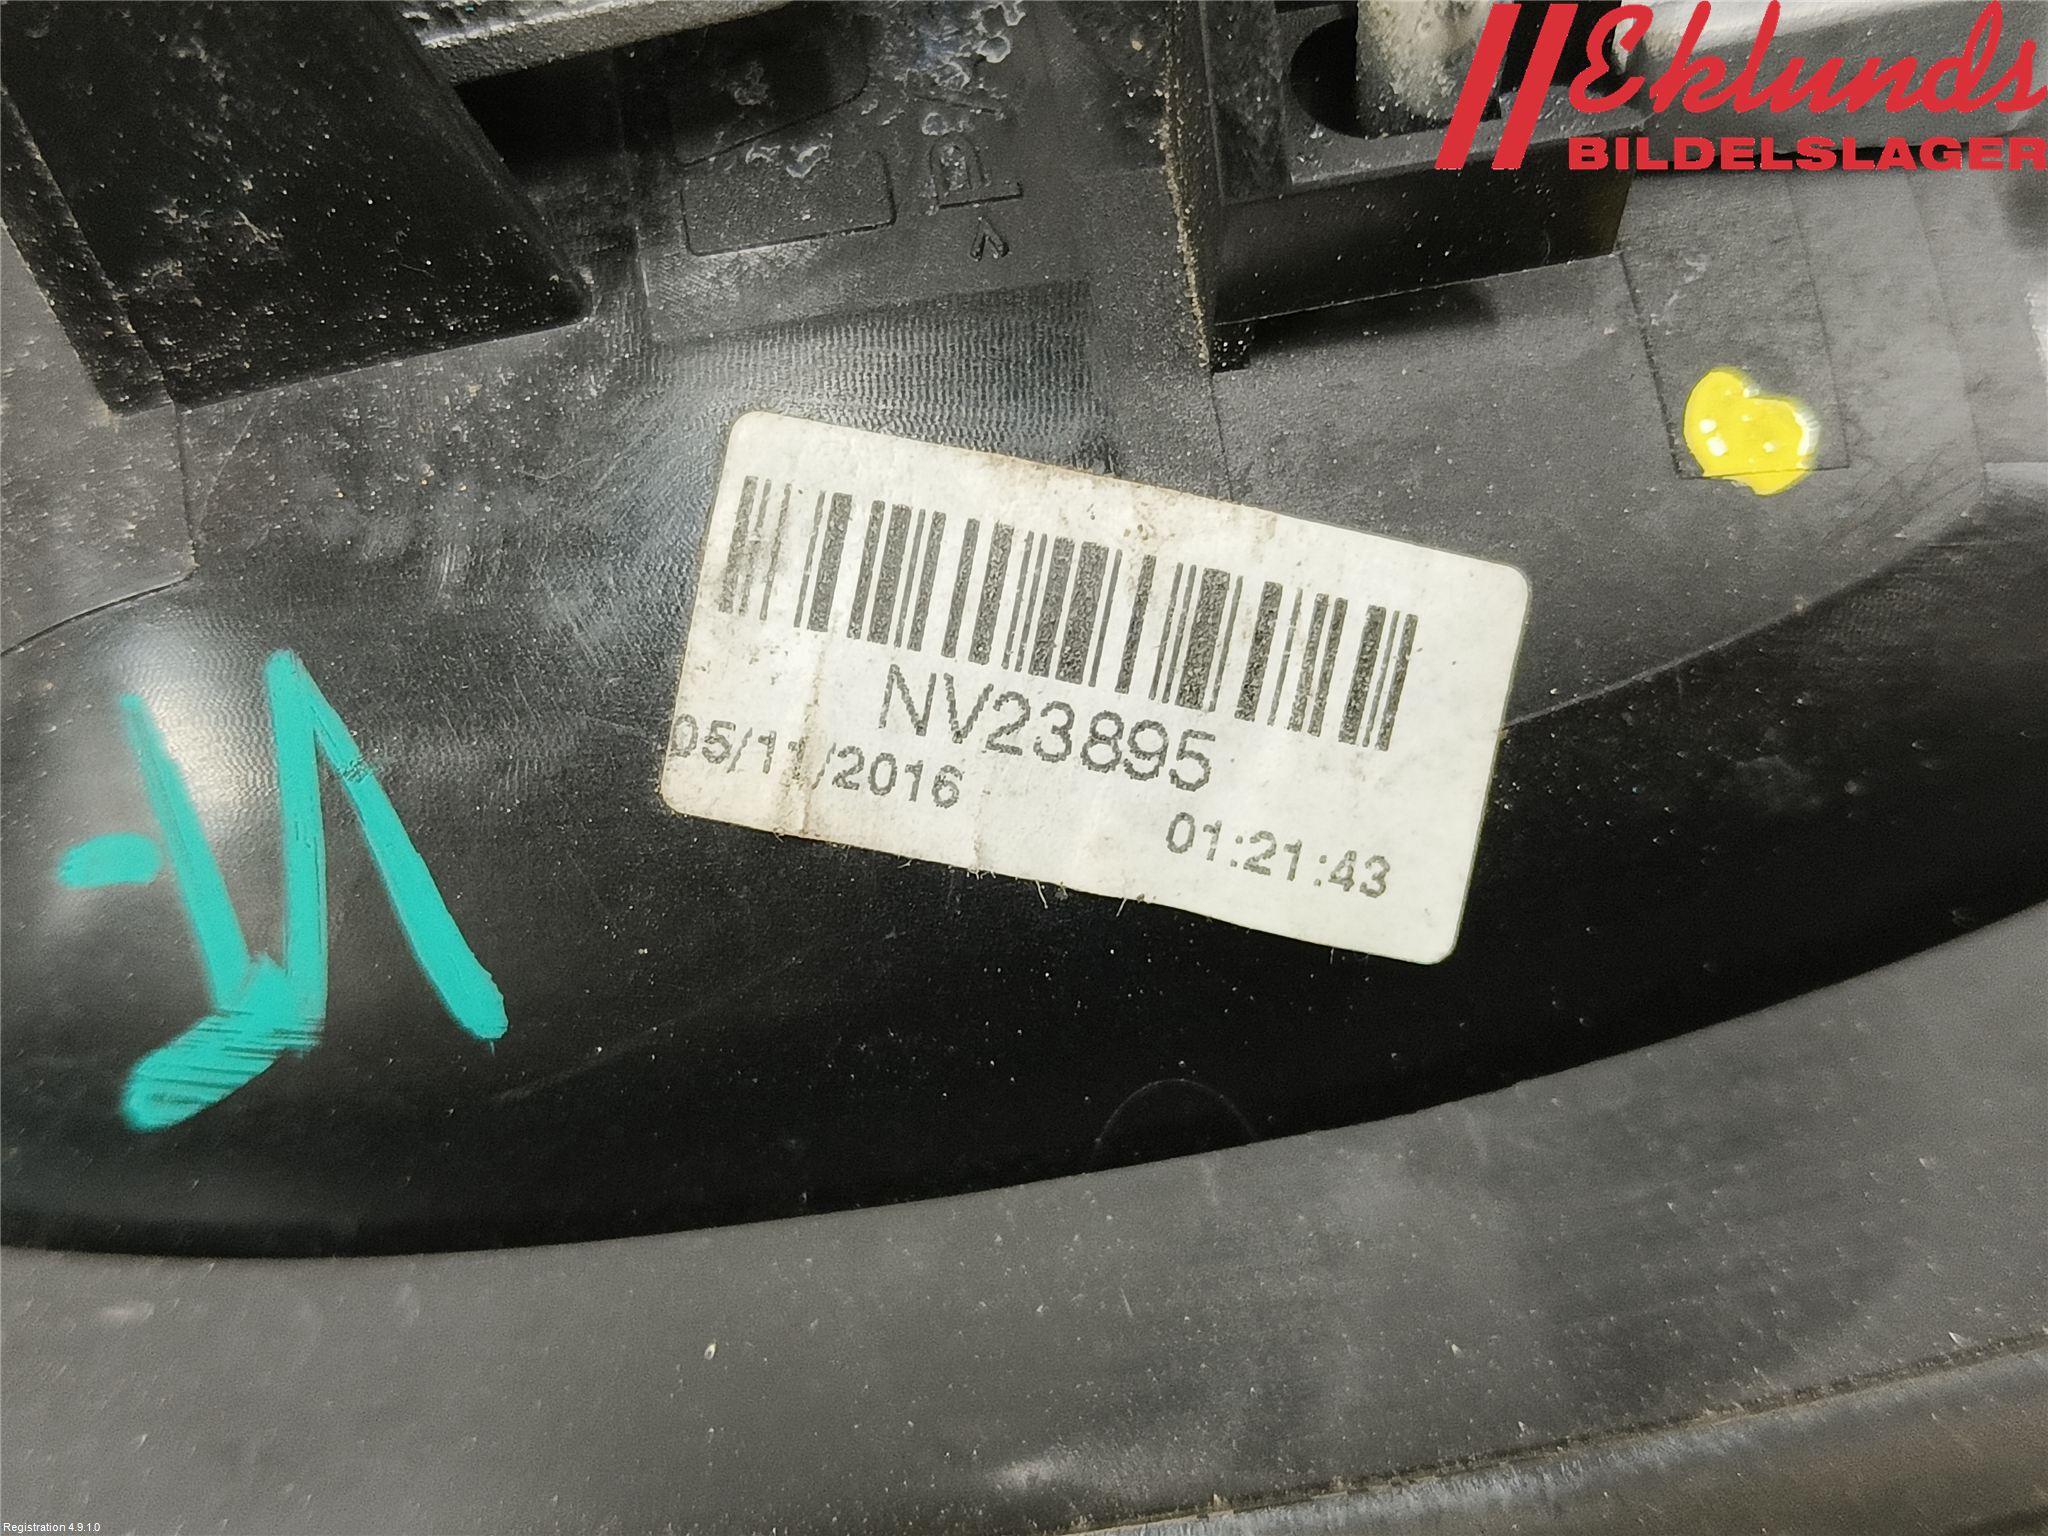 Eklunds
BILDELSLAGER
NV23895
05/11/2016
01:21:43
Registration 4.9.1.0